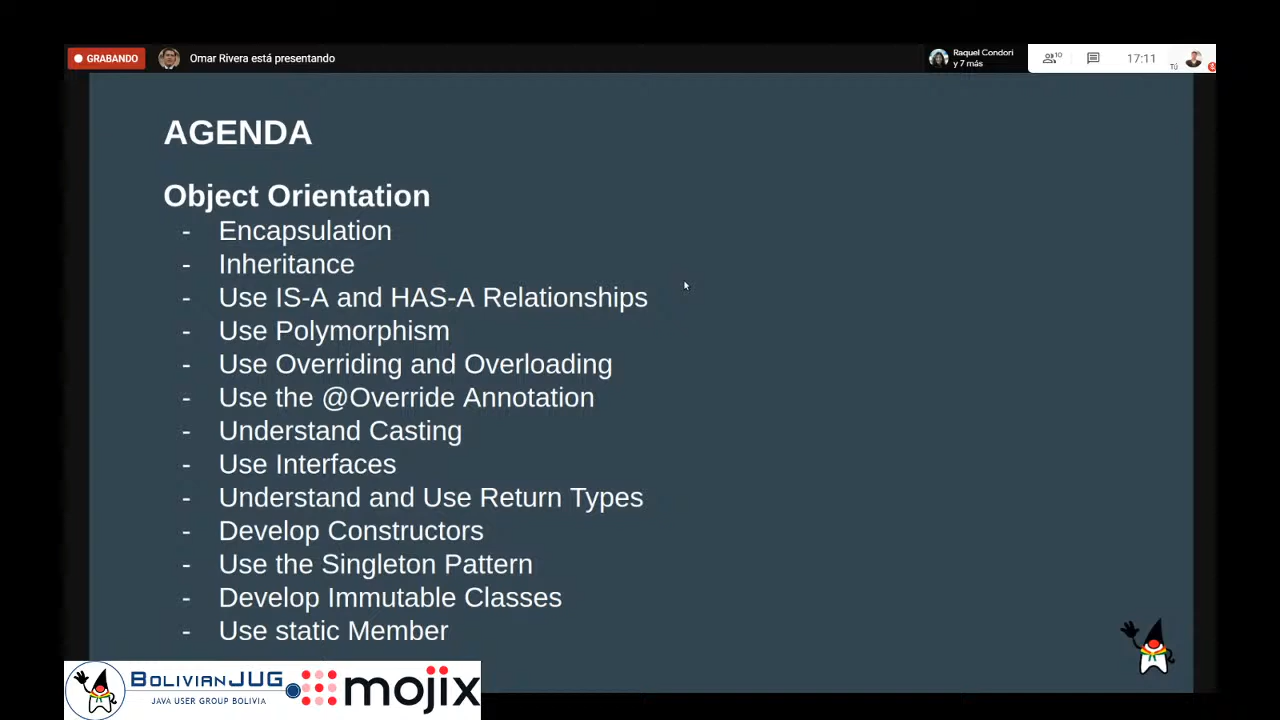 GRABANDO
Omar Rivera está presentando
Raquel Condori
y 7 más
10
17:11
Tú
AGENDA
Object Orientation
- Encapsulation
- Inheritance
- Use IS-A and HAS-A Relationships
- Use Polymorphism
- Use Overriding and Overloading
- Use the @Override Annotation
- Understand Casting
- Use Interfaces
- Understand and Use Return Types
- Develop Constructors
- Use the Singleton Pattern
- Develop Immutable Classes
- Use static Member
BOLIVIANJUG
JAVA USER GROUP BOLIVIA
mojix